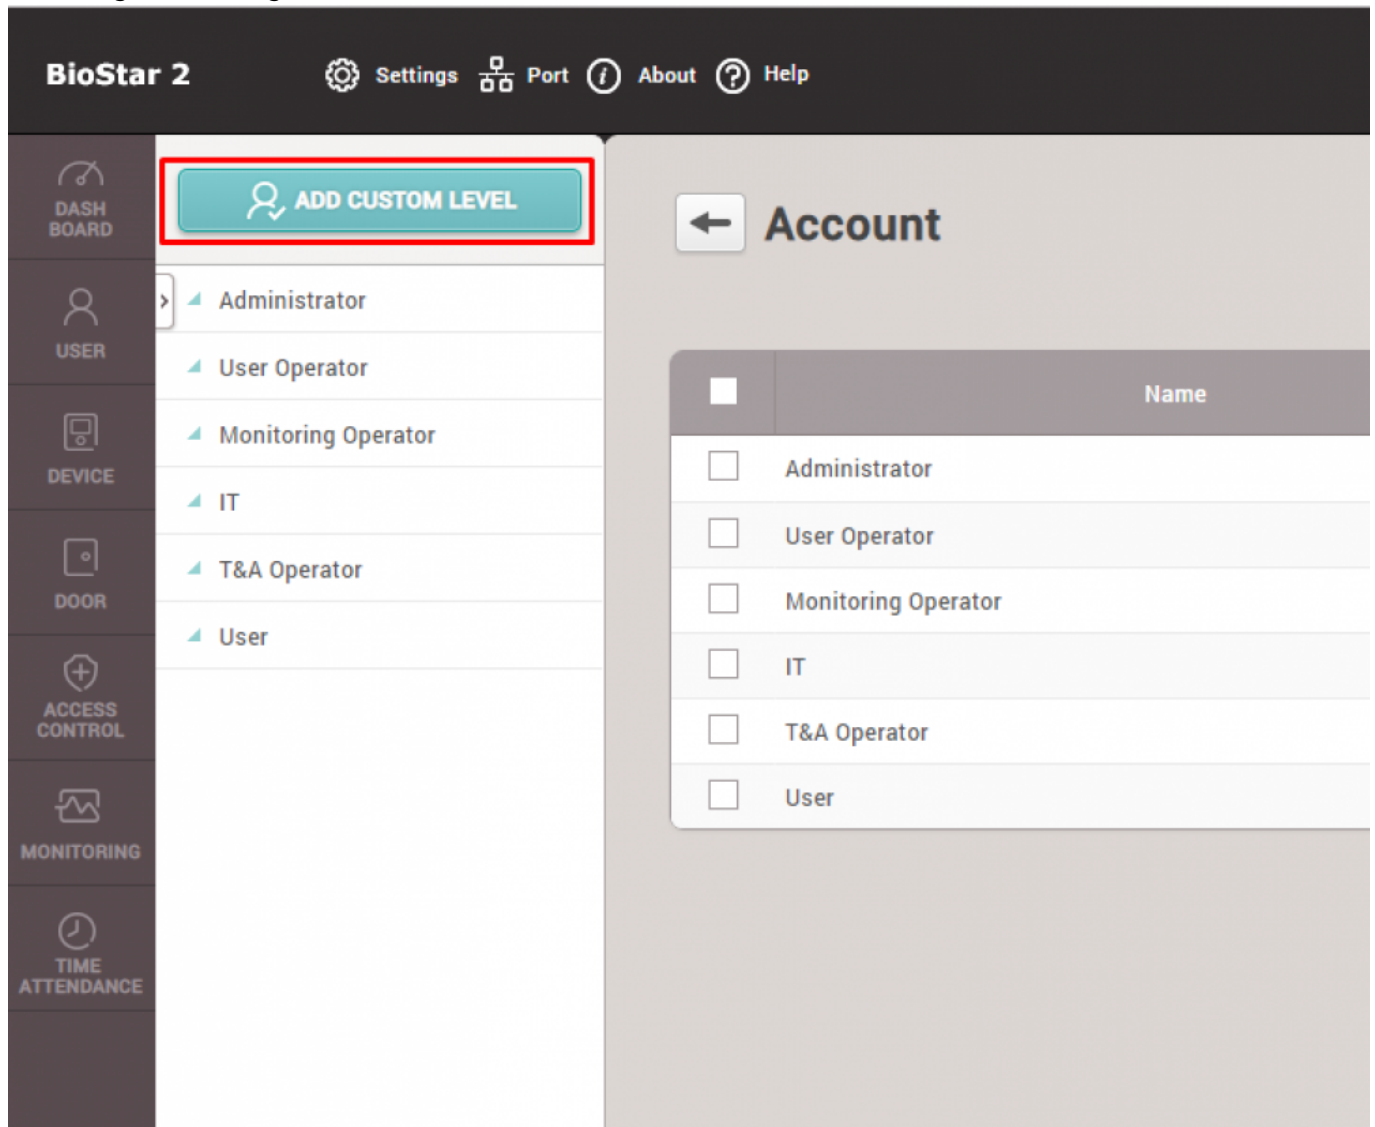 BioStar 2
Settings
Port
About
Help
DASH
BOARD
USER
DEVICE
DOOR
ACCESS
CONTROL
MONITORING
TIME
ATTENDANCE
ADD CUSTOM LEVEL
Administrator
User Operator
Monitoring Operator
IT
T&A Operator
User
Account
Name
Administrator
User Operator
Monitoring Operator
IT
T&A Operator
User